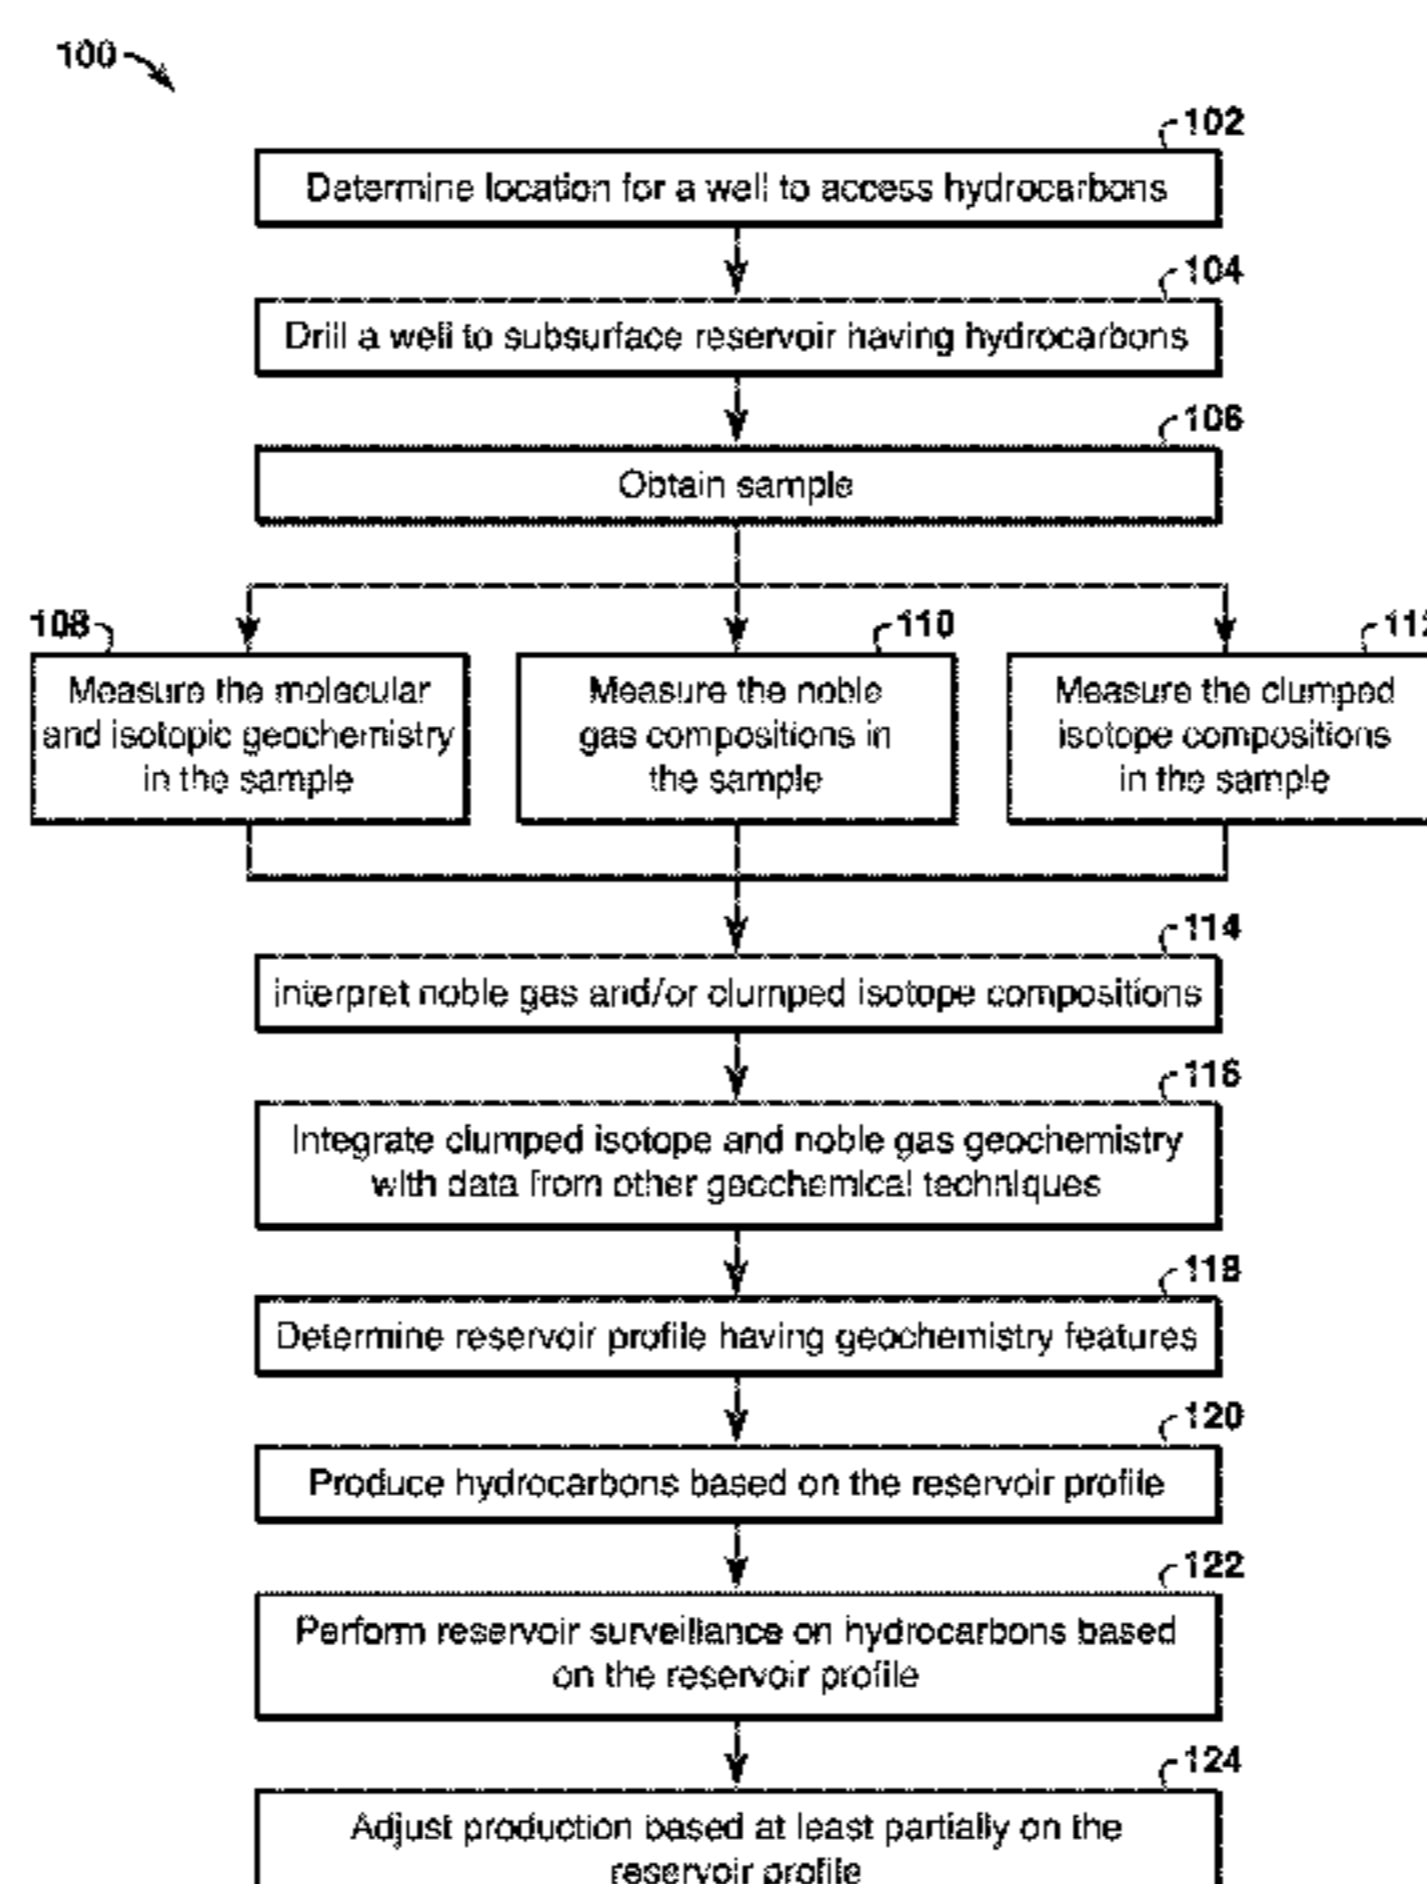 100
102
Determine location for a well to access hydrocarbons
104
Drill a well to subsurface reservoir having hydrocarbons
106
Obtain sample
108
Measure the molecular
and isotopic geochemistry
in the sample
110
Measure the noble
gas compositions in
the sample
Measure the clumped
isotope compositions
in the sample
114
interpret noble gas and/or clumped isotope compositions
116
Integrate clumped isotope and noble gas geochemistry
with data from other geochemical techniques
118
Determine reservoir profile having geochemistry features
120
Produce hydrocarbons based on the reservoir profile
122
Perform reservoir surveillance on hydrocarbons based
on the reservoir profile
124
Adjust production based at least partially on the
reservoir profile